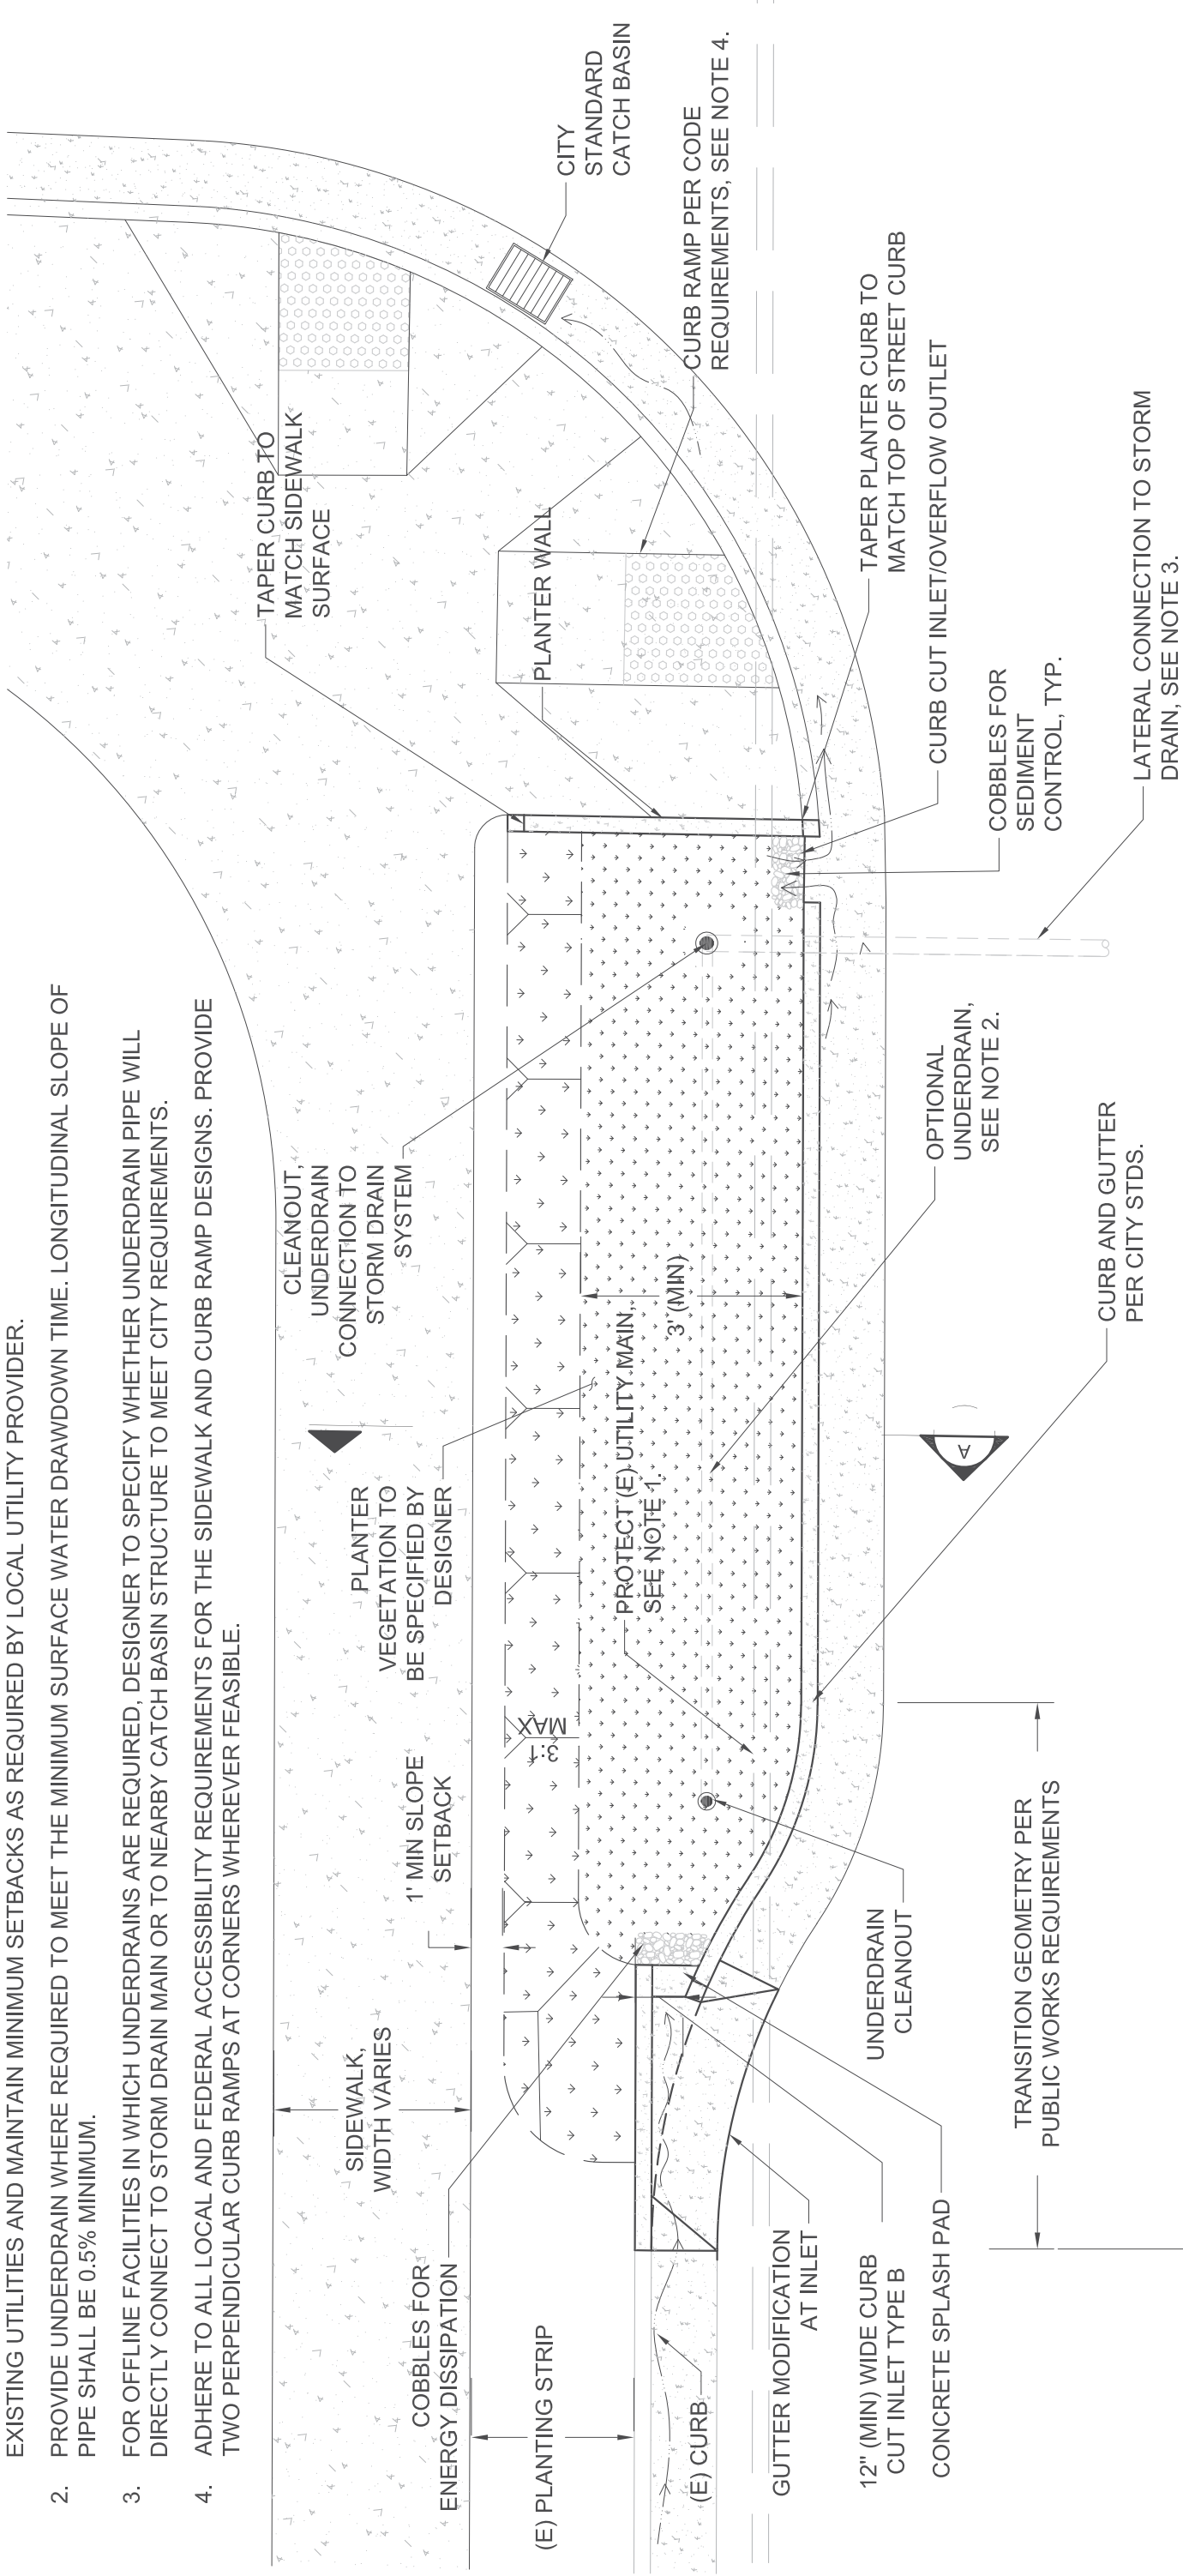 EXISTING UTILITIES AND MAINTAIN MINIMUM SETBACKS AS REQUIRED BY LOCAL UTILITY PROVIDER.
2. PROVIDE UNDERDRAIN WHERE REQUIRED TO MEET THE MINIMUM SURFACE WATER DRAWDOWN TIME. LONGITUDINAL SLOPE OF
PIPE SHALL BE 0.5% MINIMUM.
3. FOR OFFLINE FACILITIES IN WHICH UNDERDRAINS ARE REQUIRED, DESIGNER TO SPECIFY WHETHER UNDERDRAIN PIPE WILL
DIRECTLY CONNECT TO STORM DRAIN MAIN OR TO NEARBY CATCH BASIN STRUCTURE TO MEET CITY REQUIREMENTS.
4. ADHERE TO ALL LOCAL AND FEDERAL ACCESSIBILITY REQUIREMENTS FOR THE SIDEWALK AND CURB RAMP DESIGNS. PROVIDE
TWO PERPENDICULAR CURB RAMPS AT CORNERS WHEREVER FEASIBLE.
TAPER CURB TO
MATCH SIDEWALK
SURFACE
CLEANOUT,
UNDERDRAIN
CONNECTION TO
STORM DRAIN
SYSTEM
PLANTER
VEGETATION TO
BE SPECIFIED BY
DESIGNER
1' MIN SLOPE
SETBACK
SIDEWALK,
WIDTH VARIES
COBBLES FOR
ENERGY DISSIPATION
(E) PLANTING STRIP
3:1
MAX
PLANTER WALL
CITY
STANDARD
CATCH BASIN
CURB RAMP PER CODE
REQUIREMENTS, SEE NOTE 4.
PROTECT (E) UTILITY MAIN,
SEE NOTE 1.
3' (MIN)
(E) CURB
GUTTER MODIFICATION
AT INLET
12" (MIN) WIDE CURB
CUT INLET TYPE B
CONCRETE SPLASH PAD
UNDERDRAIN
CLEANOUT
TRANSITION GEOMETRY PER
PUBLIC WORKS REQUIREMENTS
A
CURB AND GUTTER
PER CITY STDS.
OPTIONAL
UNDERDRAIN,
SEE NOTE 2.
TAPER PLANTER CURB TO
MATCH TOP OF STREET CURB
CURB CUT INLET/OVERFLOW OUTLET
COBBLES FOR
SEDIMENT
CONTROL, TYP.
LATERAL CONNECTION TO STORM
DRAIN, SEE NOTE 3.